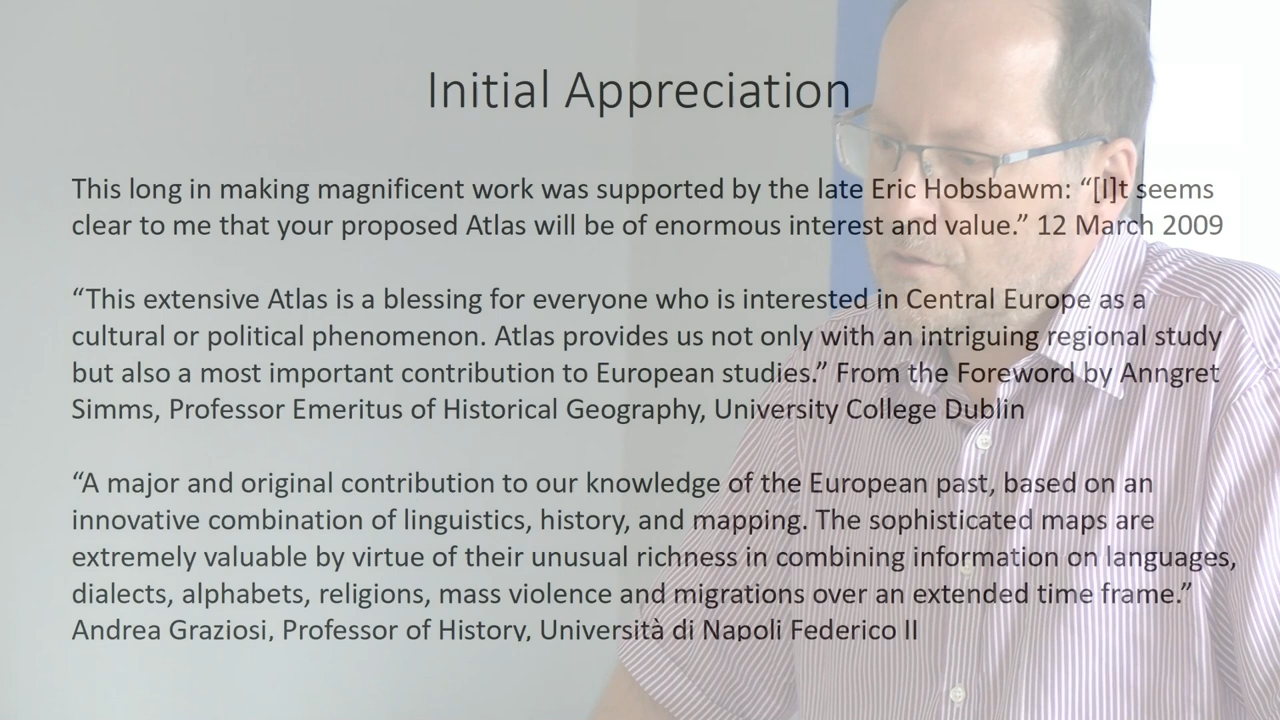 Initial Appreciation
This long in making magnificent work was supported by the late Eric Hobsbawm: “[I]t seems
clear to me that your proposed Atlas will be of enormous interest and value.” 12 March 2009
“This extensive Atlas is a blessing for everyone who is interested in Central Europe as a
cultural or political phenomenon. Atlas provides us not only with an intriguing regional study
but also a most important contribution to European studies.” From the Foreword by Anngret
Simms, Professor Emeritus of Historical Geography, University College Dublin
“A major and original contribution to our knowledge of the European past, based on an
innovative combination of linguistics, history, and mapping. The sophisticated maps are
extremely valuable by virtue of their unusual richness in combining information on languages,
dialects, alphabets, religions, mass violence and migrations over an extended time frame.”
Andrea Graziosi, Professor of History, Università di Napoli Federico II